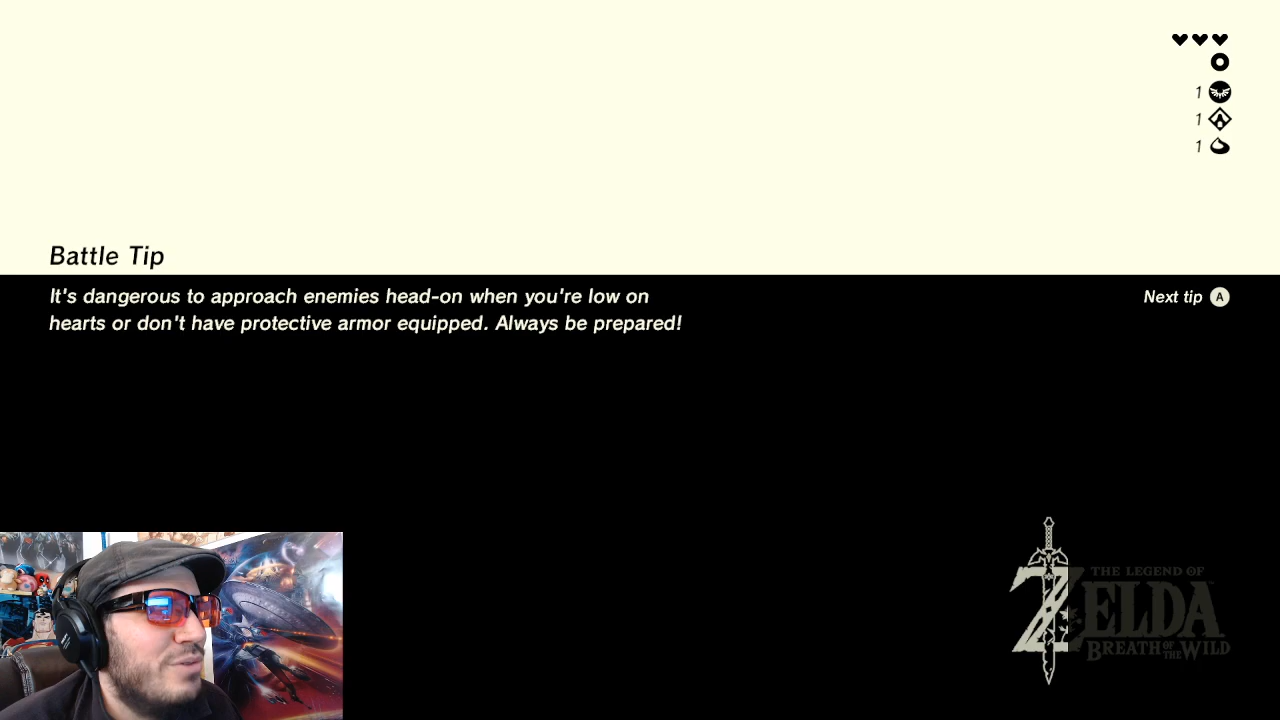 1
1
1
Battle Tip
It's dangerous to approach enemies head-on when you're low on
hearts or don't have protective armor equipped. Always be prepared!
Next tip A
THE LEGEND OF
ZELDA
BREATH OF THE WILD